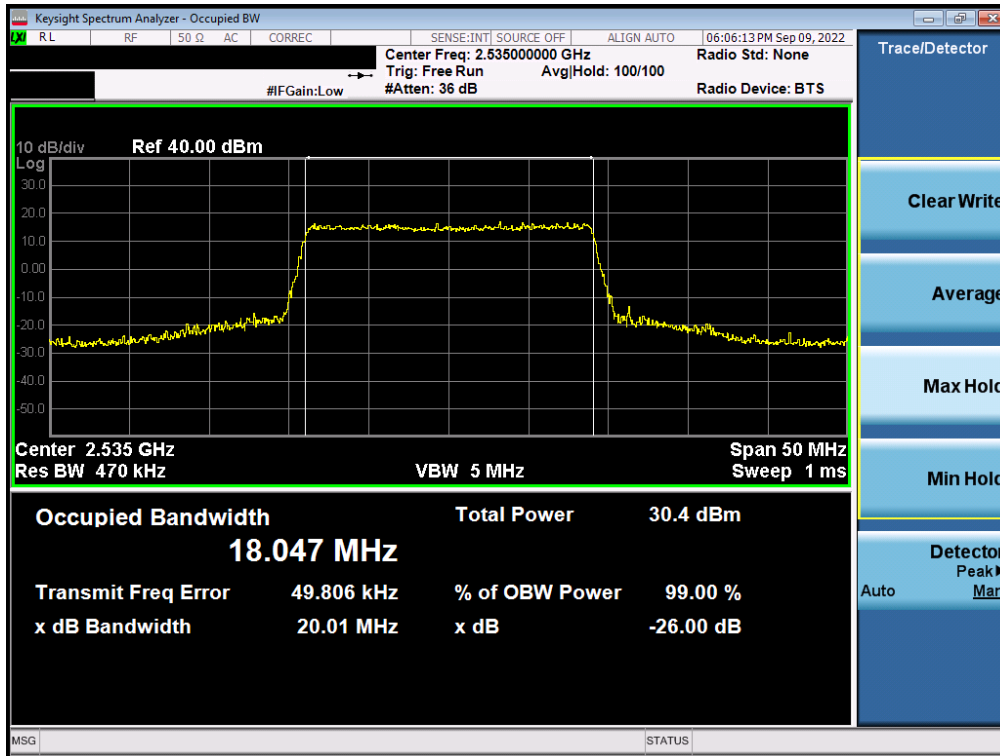 Keysight Spectrum Analyzer - Occupied BW
LXI RL RF 50 Ω AC CORREC SENSE:INT SOURCE OFF ALIGN AUTO 06:06:13 PM Sep 09, 2022
Center Freq: 2.535000000 GHz Radio Std: None
Trig: Free Run Avg|Hold: 100/100
#IFGain:Low #Atten: 36 dB Radio Device: BTS
Trace/Detector
10 dB/div Ref 40.00 dBm
Log
30.0
20.0
10.0
0.00
-10.0
-20.0
-30.0
-40.0
-50.0
Center 2.535 GHz Span 50 MHz
Res BW 470 kHz VBW 5 MHz Sweep 1 ms
Occupied Bandwidth Total Power 30.4 dBm
18.047 MHz
Transmit Freq Error 49.806 kHz % of OBW Power 99.00 %
x dB Bandwidth 20.01 MHz x dB -26.00 dB
Clear Write
Average
Max Hold
Min Hold
Detector
Peak
Auto Man
MSG STATUS